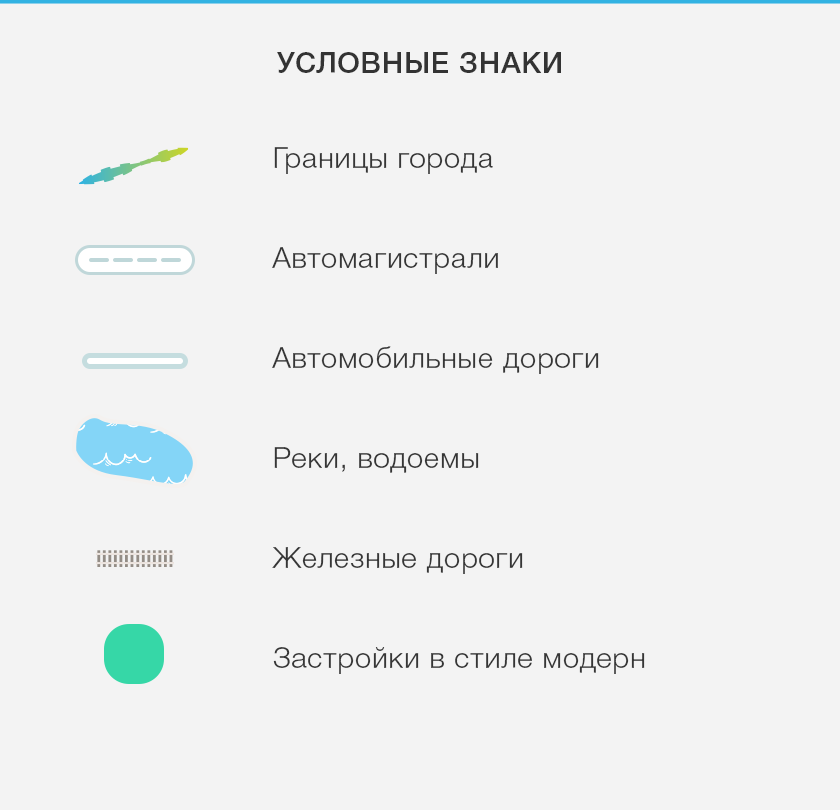 УСЛОВНЫЕ ЗНАКИ
Границы города
Автомагистрали
Автомобильные дороги
Реки, водоемы
Железные дороги
Застройки в стиле модерн